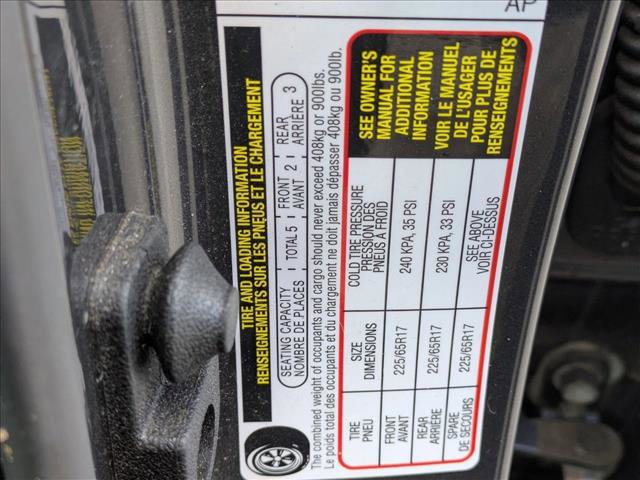 AP
TIRE AND LOADING INFORMATION
RENSEIGNEMENTS SUR LES PNEUS ET LE CHARGEMENT
SEATING CAPACITY TOTAL 5 FRONT 2 REAR 3
NOMBRE DE PLACES AVANT ARRIÈRE
The combined weight of occupants and cargo should never exceed 408kg or 900lbs.
Le poids total des occupants et du chargement ne doit jamais dépasser 408kg ou 900lb.
TIRE SIZE COLD TIRE PRESSURE
PNEU DIMENSIONS PRESSION DES
PNEUS A FROID
FRONT 225/65R17 240 KPA, 35 PSI
AVANT
REAR 225/65R17 230 KPA, 33 PSI
ARRIERE
SPARE 225/65R17 SEE ABOVE
DE SECOURS VOIR CI-DESSUS
SEE OWNER'S
MANUAL FOR
ADDITIONAL
INFORMATION
VOIR LE MANUEL
DE L'USAGER
POUR PLUS DE
RENSEIGNEMENTS